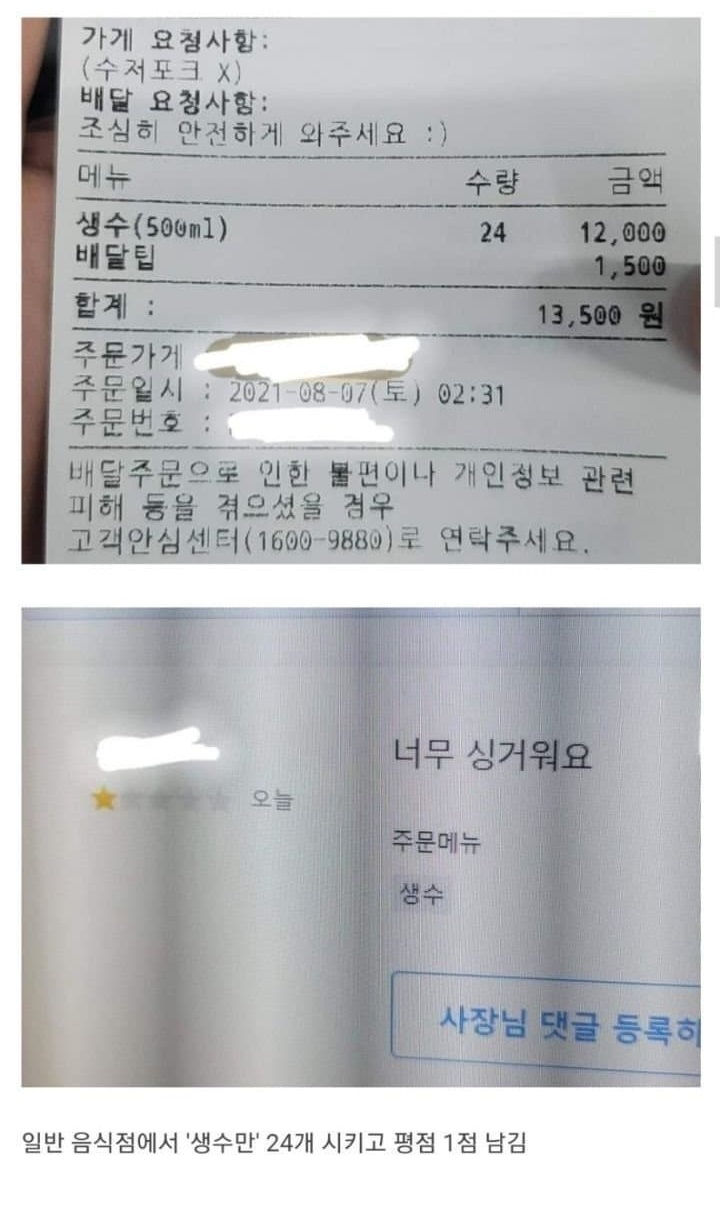 가게 요청사항:
(수저포크 X)
배달 요청사항:
조심히 안전하게 와주세요 :)
메뉴 수량 금액
생수(500ml) 24 12,000
배달팁 1,500
합계 : 13,500 원
주문가게
주문일시 : 2021-08-07(토) 02:31
주문번호 :
배달주문으로 인한 불편이나 개인정보 관련
피해 등을 겪으셨을 경우
고객안심센터(1600-9880)로 연락주세요.
너무 싱거워요
오늘
주문메뉴
생수
사장님 댓글 등록하
일반 음식점에서 '생수만' 24개 시키고 평점 1점 남김